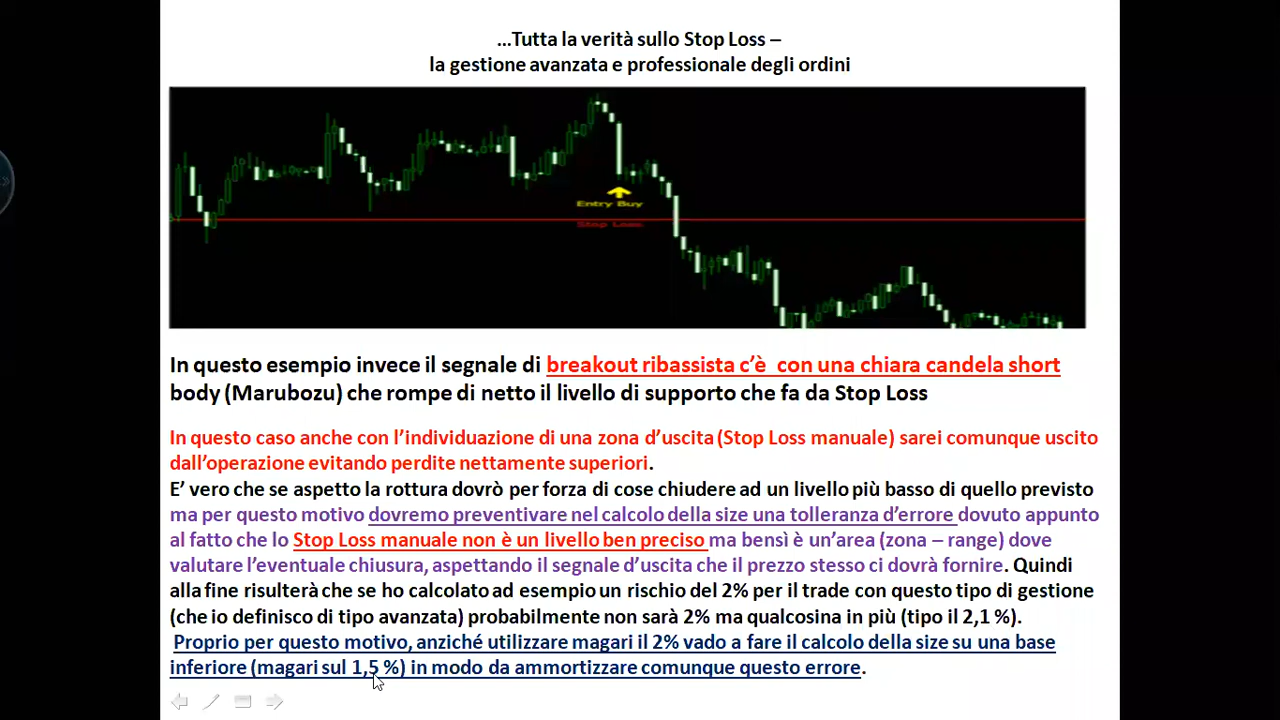 ...Tutta la verità sullo Stop Loss –
la gestione avanzata e professionale degli ordini
Entry Buy
Stop Loss
In questo esempio invece il segnale di breakout ribassista c’è con una chiara candela short
body (Marubozu) che rompe di netto il livello di supporto che fa da Stop Loss
In questo caso anche con l’individuazione di una zona d’uscita (Stop Loss manuale) sarei comunque uscito
dall’operazione evitando perdite nettamente superiori.
E’ vero che se aspetto la rottura dovrò per forza di cose chiudere ad un livello più basso di quello previsto
ma per questo motivo dovremo preventivare nel calcolo della size una tolleranza d’errore dovuto appunto
al fatto che lo Stop Loss manuale non è un livello ben preciso ma bensì è un’area (zona – range) dove
valutare l’eventuale chiusura, aspettando il segnale d’uscita che il prezzo stesso ci dovrà fornire. Quindi
alla fine risulterà che se ho calcolato ad esempio un rischio del 2% per il trade con questo tipo di gestione
(che io definisco di tipo avanzata) probabilmente non sarà 2% ma qualcosina in più (tipo il 2,1 %).
Proprio per questo motivo, anziché utilizzare magari il 2% vado a fare il calcolo della size su una base
inferiore (magari sul 1,5 %) in modo da ammortizzare comunque questo errore.